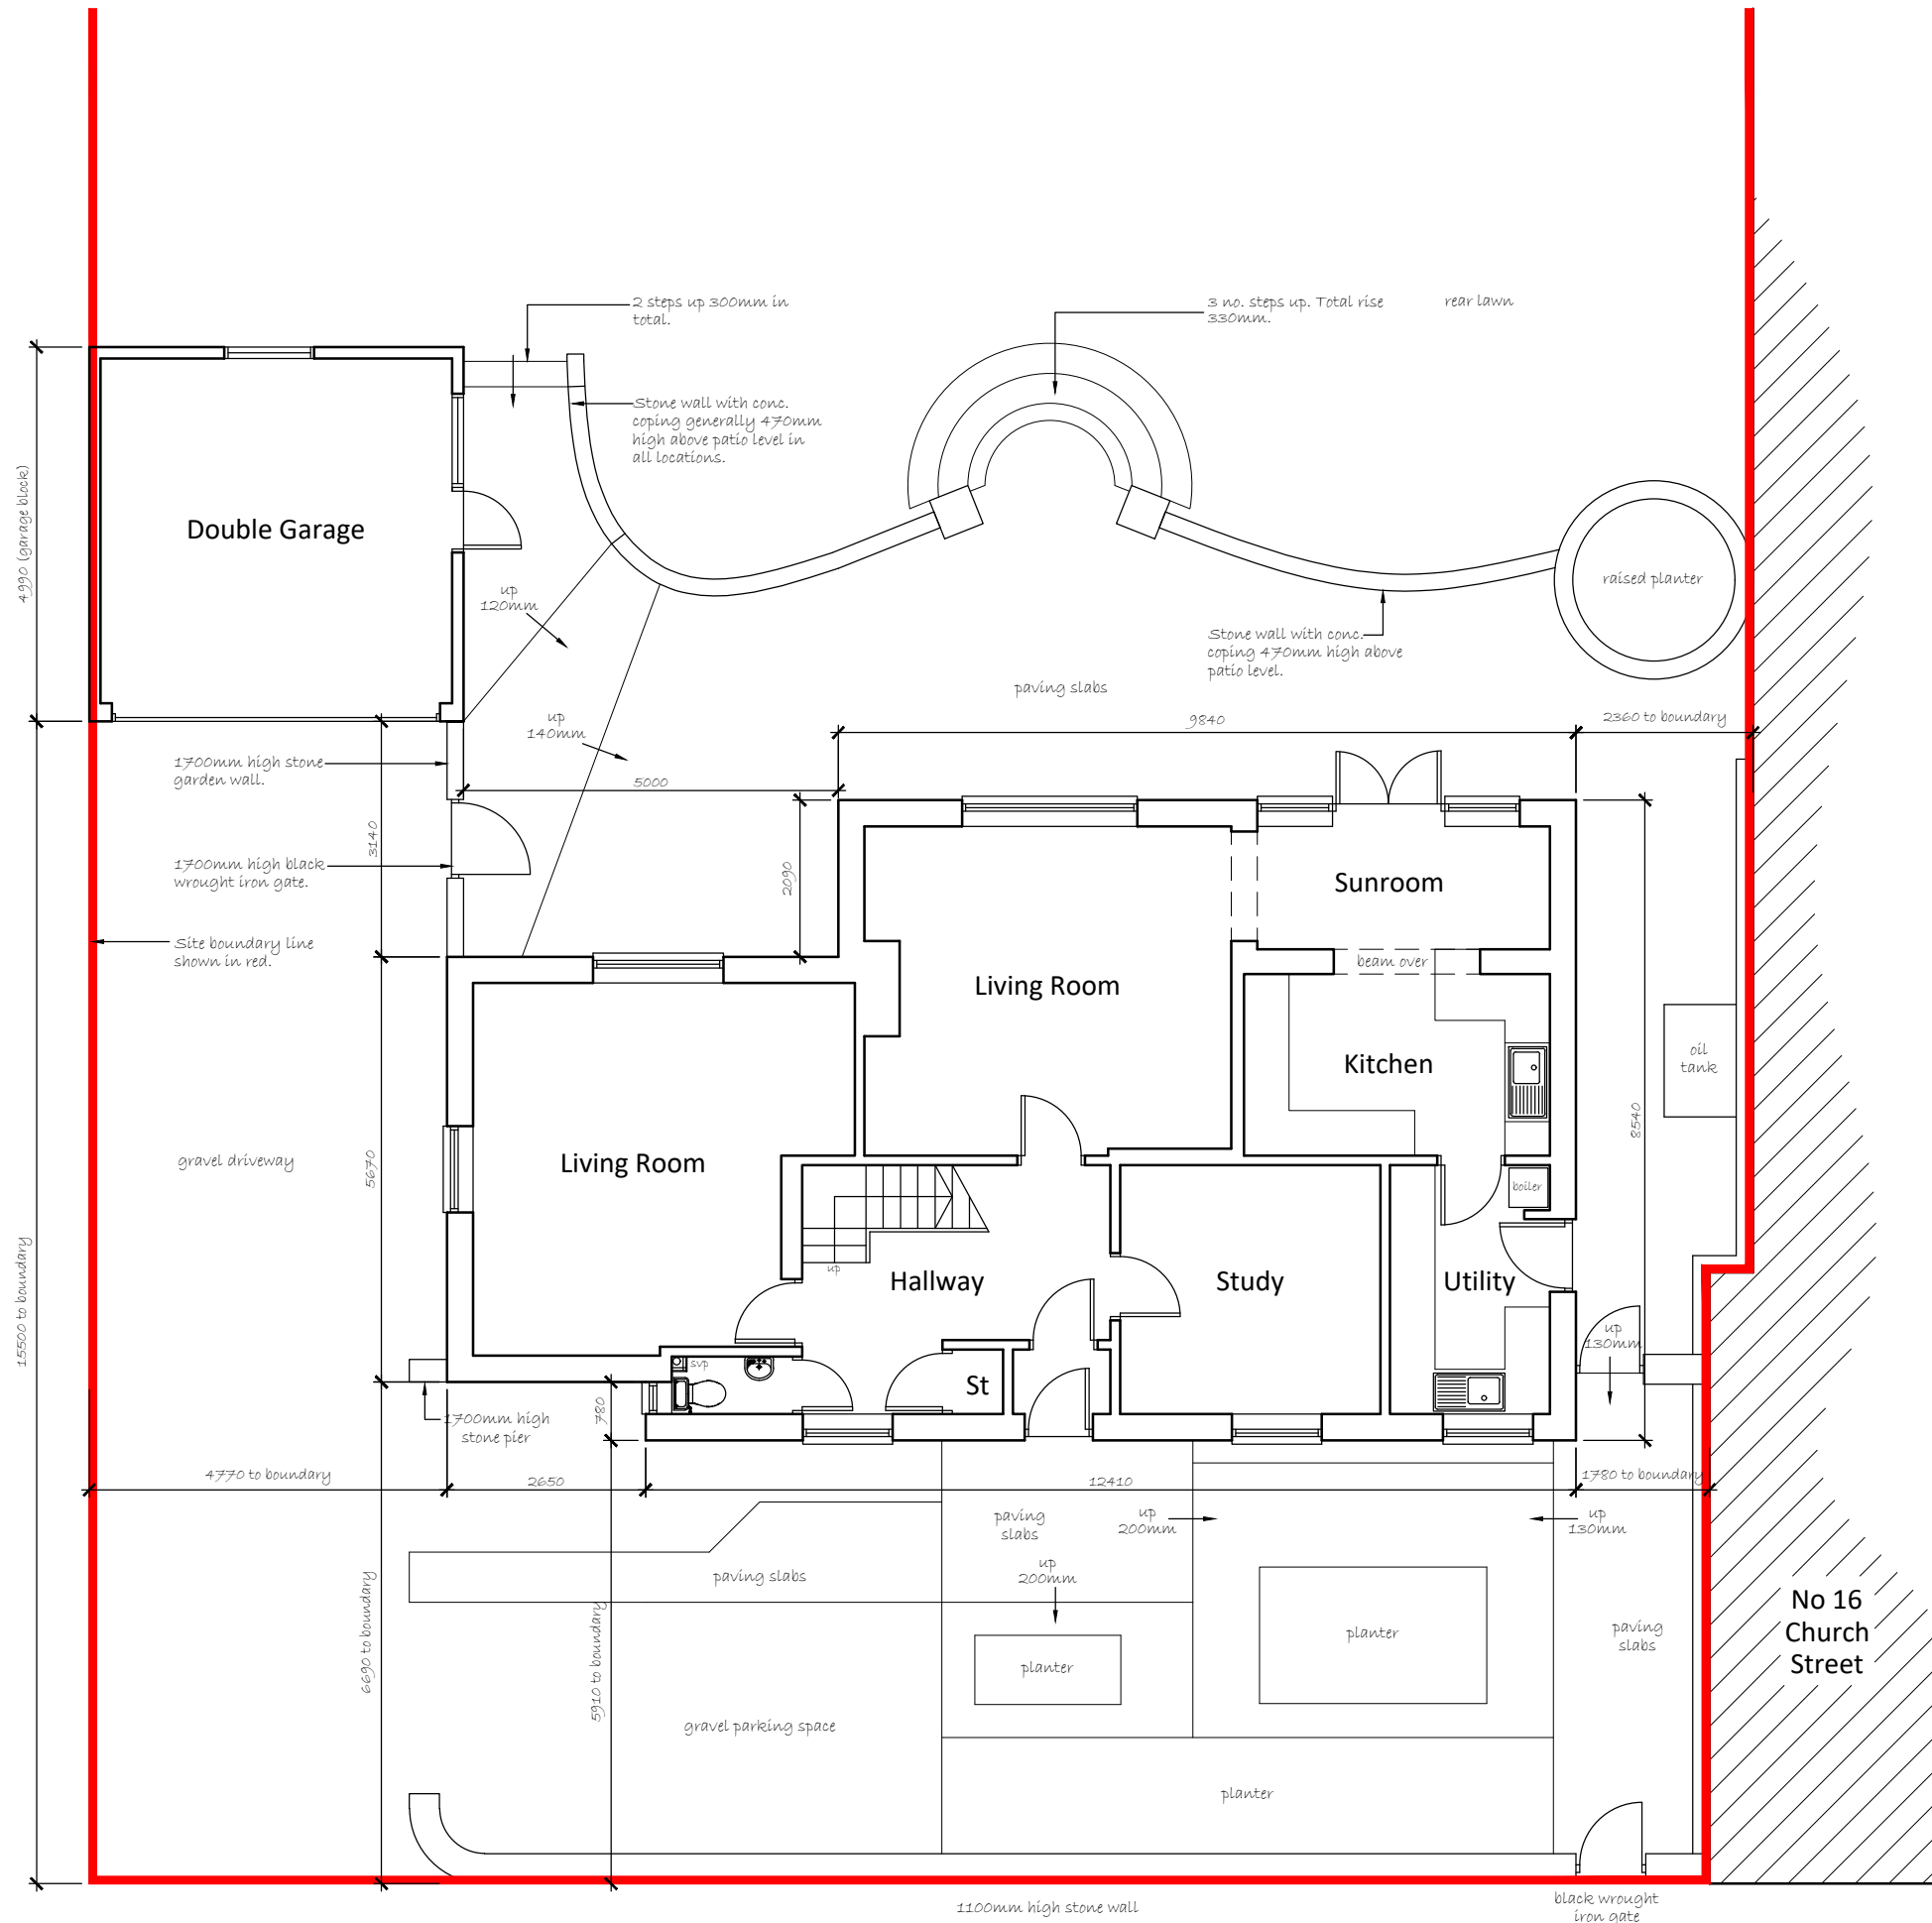 2 steps up 300mm in
total.
3 no. steps up. Total rise
330mm.
rear lawn
Stone wall with conc.
coping generally 470mm
high above patio level in
all locations.
4990 (garage block)
Double Garage
up
120mm
raised planter
Stone wall with conc.
coping 470mm high above
patio level.
paving slabs
up
140mm
9840
2360 to boundary
1700mm high stone
garden wall.
5000
3140
1700mm high black
wrought iron gate.
2090
Sunroom
Site boundary line
shown in red.
beam over
Living Room
Kitchen
oil
tank
8540
gravel driveway
5670
Living Room
boiler
up
Hallway
Study
Utility
15500 to boundary
up
130mm
svp
St
780
1700mm high
stone pier
4770 to boundary
2650
12410
1780 to boundary
paving
slabs
up
200mm
up
130mm
up
200mm
paving slabs
6690 to boundary
5910 to boundary
planter
planter
paving
slabs
No 16
Church
Street
gravel parking space
planter
1100mm high stone wall
black wrought
iron gate